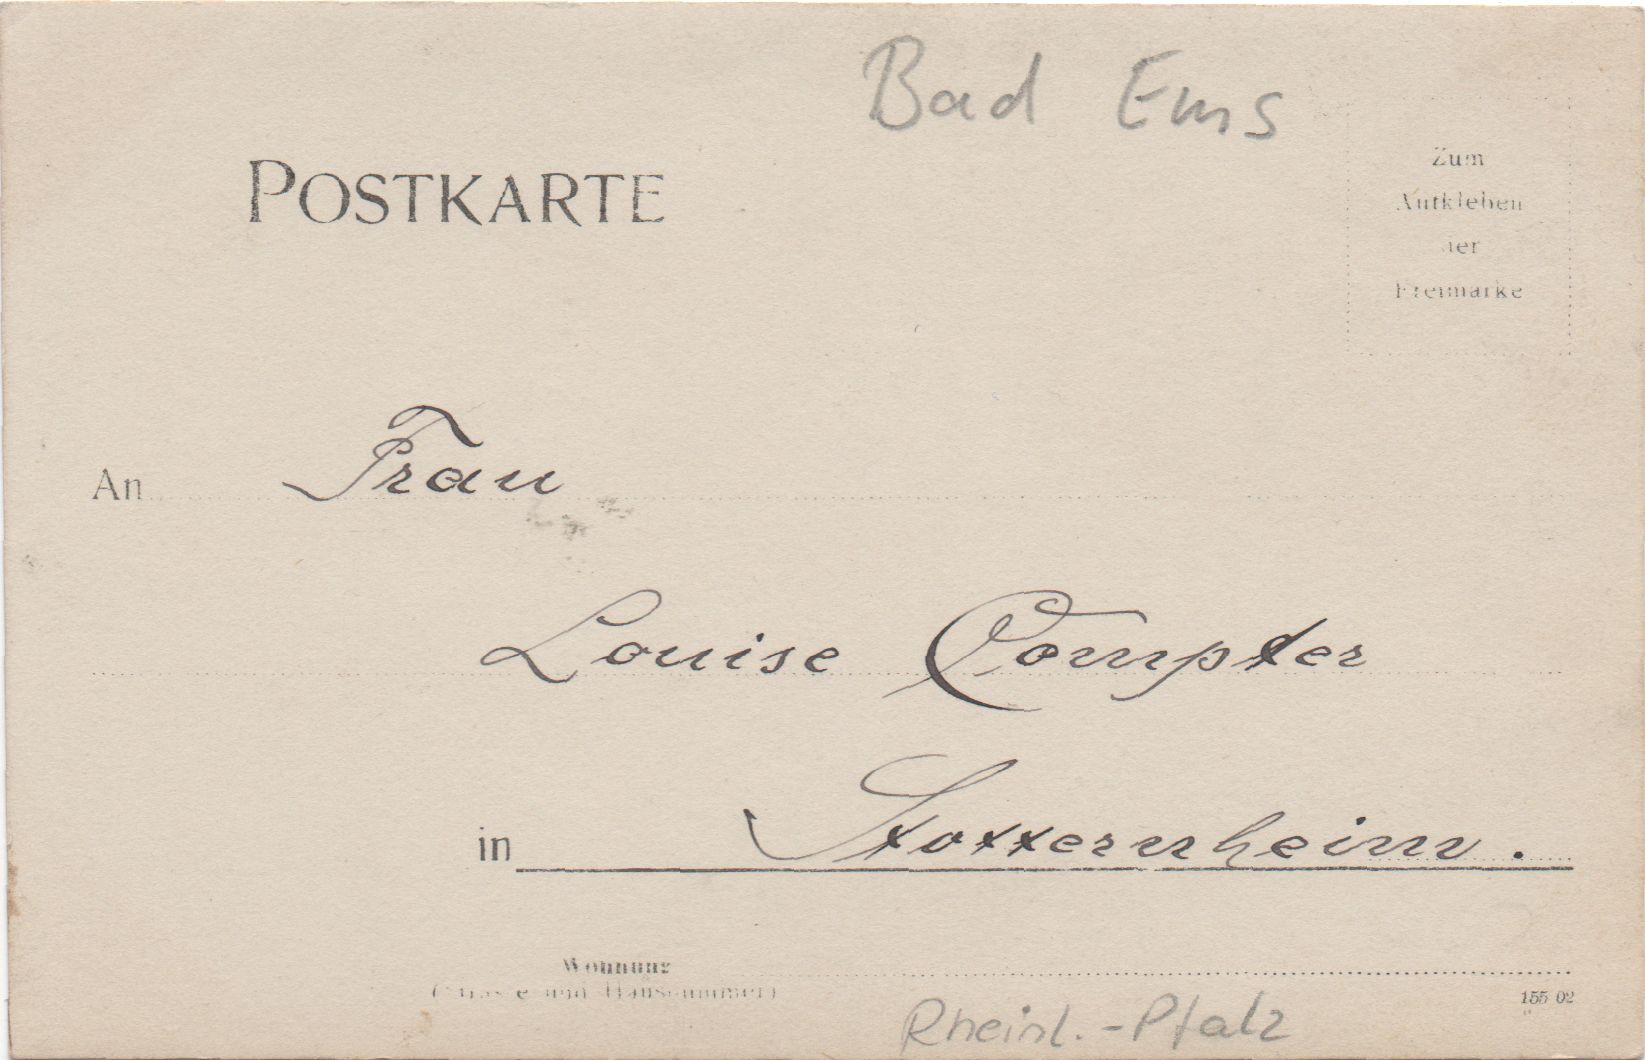 Bad Ems
POSTKARTE
Zum
Aufkleben
der
Freimarke
An Frau
Louise Compter
in Stotternheim.
Wohnung
(Strasse und Hausnummer)
155 02
Rheinl.-Pfalz